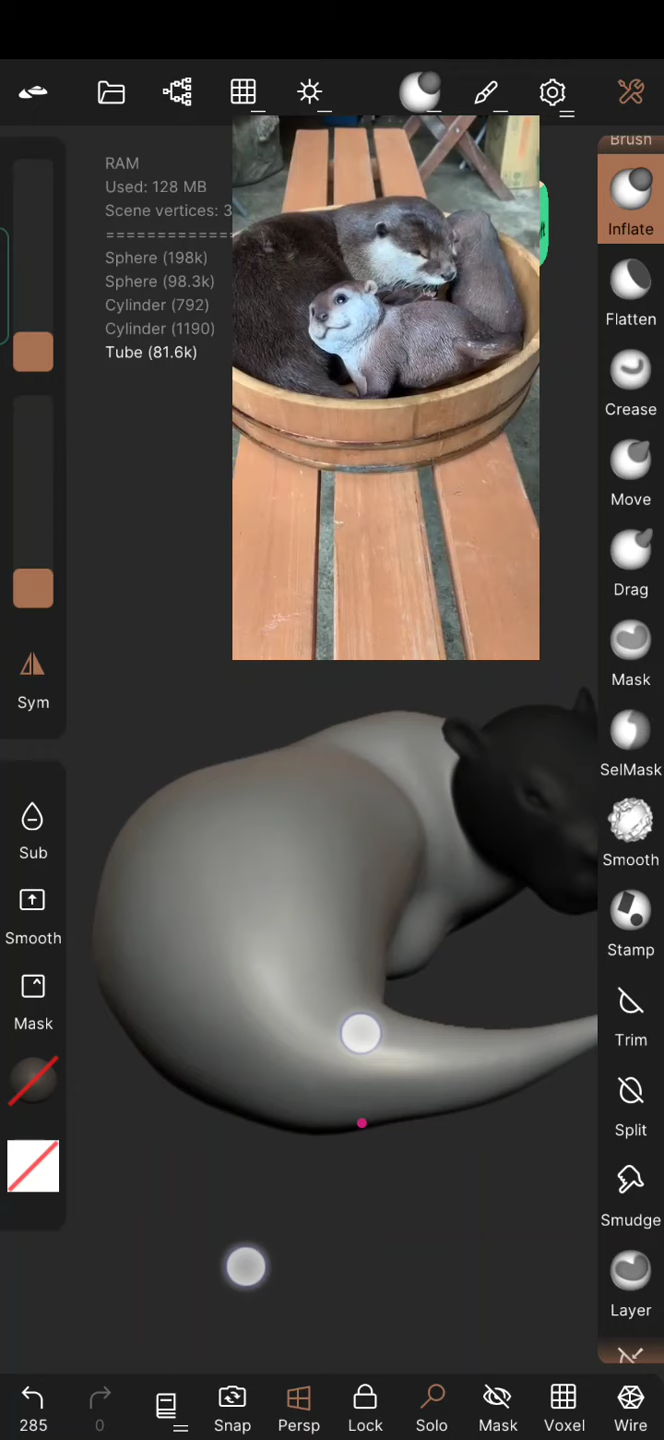 RAM
Used: 128 MB
Scene vertices: 3
============
Sphere (198k)
Sphere (98.3k)
Cylinder (792)
Cylinder (1190)
Tube (81.6k)
Sym
Sub
Smooth
Mask
Brush
Inflate
Flatten
Crease
Move
Drag
Mask
SelMask
Smooth
Stamp
Trim
Split
Smudge
Layer
285
0
Snap
Persp
Lock
Solo
Mask
Voxel
Wire